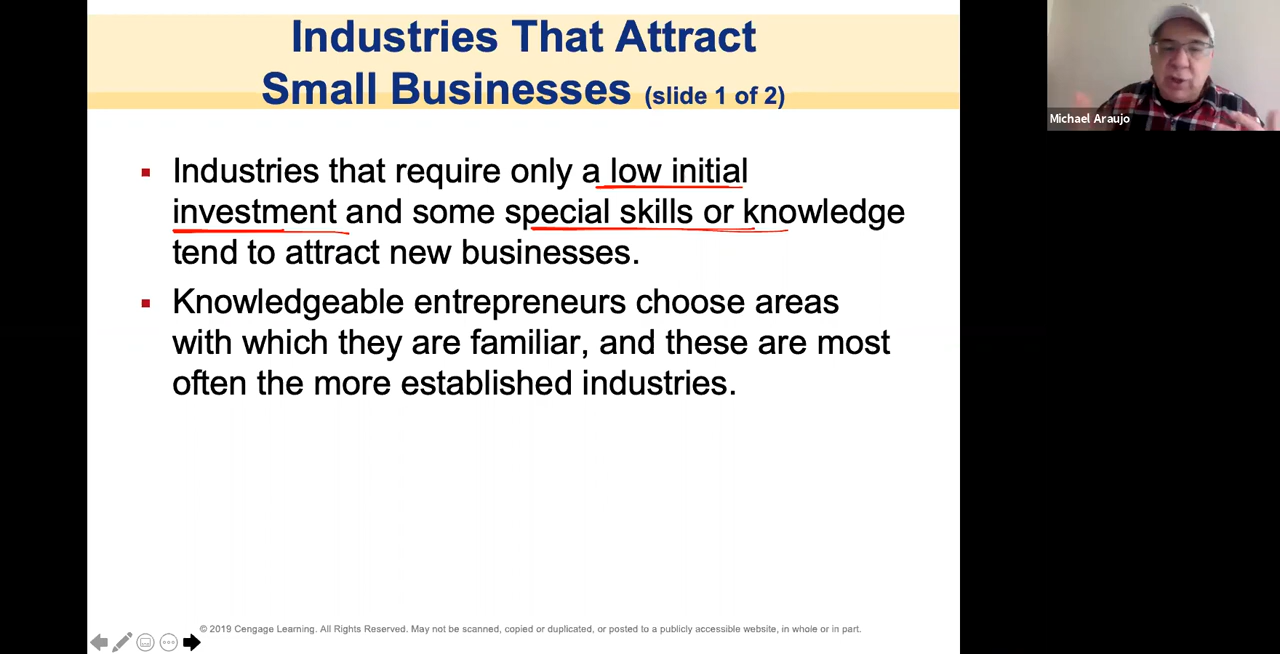 Industries That Attract
Small Businesses (slide 1 of 2)
Michael Araujo
▪ Industries that require only a low initial
investment and some special skills or knowledge
tend to attract new businesses.
▪ Knowledgeable entrepreneurs choose areas
with which they are familiar, and these are most
often the more established industries.
© 2019 Cengage Learning. All Rights Reserved. May not be scanned, copied or duplicated, or posted to a publicly accessible website, in whole or in part.